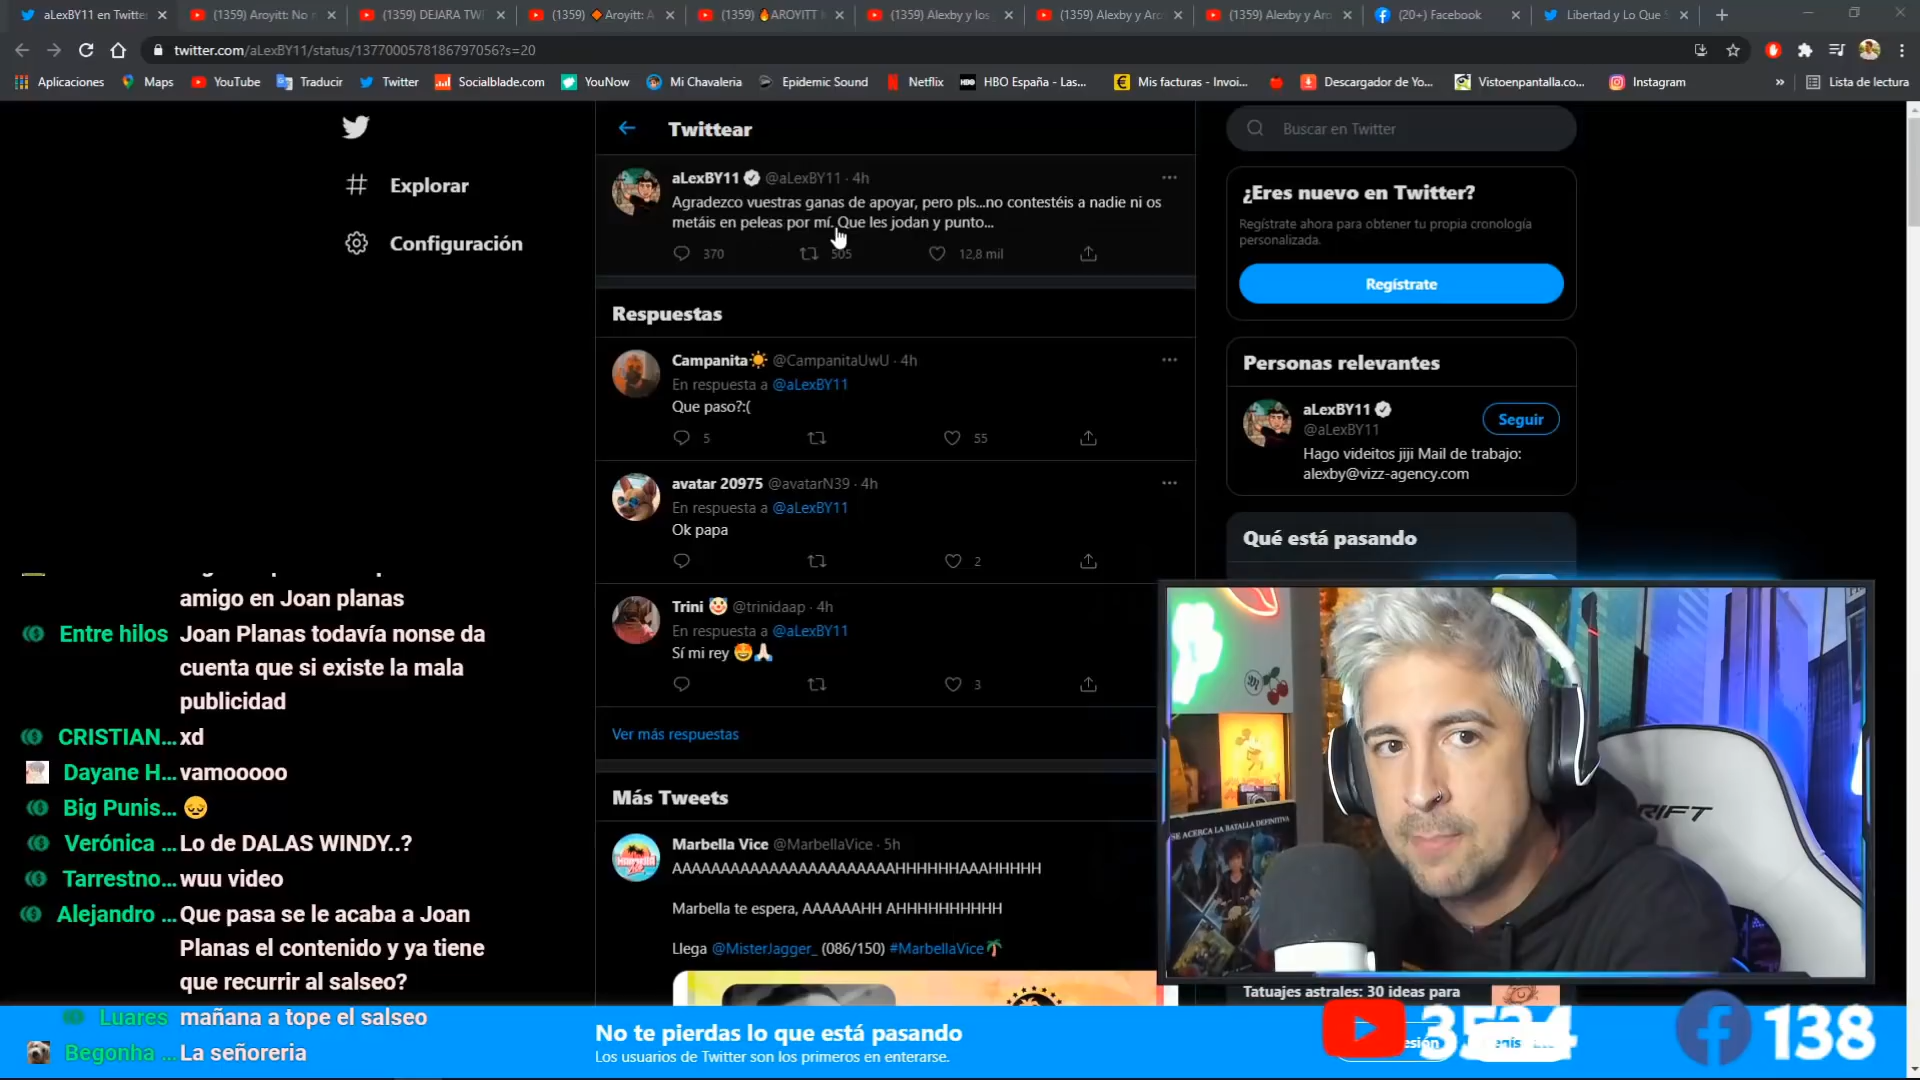 aLexBY11 en Twitte
(1359) Aroyitt: No
(1359) DEJARA TW
(1359) 🔶Aroyitt: A
(1359) 🔥AROYITT
(1359) Alexby y los
(1359) Alexby y Aro
(1359) Alexby y Aro
(20+) Facebook
Libertad y Lo Que S
twitter.com/aLexBY11/status/1377000578186797056?s=20
Aplicaciones
Maps
YouTube
Traducir
Twitter
Socialblade.com
YouNow
Mi Chavaleria
Epidemic Sound
Netflix
HBO España - Las...
Mis facturas - Invoi...
Descargador de Yo...
Vistoenpantalla.co...
Instagram
»
Lista de lectura
Explorar
Configuración
Twittear
aLexBY11 @aLexBY11 · 4h
Agradezco vuestras ganas de apoyar, pero pls...no contestéis a nadie ni os
metáis en peleas por mí. Que les jodan y punto...
370 505 12,8 mil
Respuestas
Campanita☀️ @CampanitaUwU · 4h
En respuesta a @aLexBY11
Que paso?:(
5 55
avatar 20975 @avatarN39 · 4h
En respuesta a @aLexBY11
Ok papa
2
Trini 🤡 @trinidaap · 4h
En respuesta a @aLexBY11
Sí mi rey 🤩🙏🏻
3
Ver más respuestas
Más Tweets
Marbella Vice @MarbellaVice · 5h
AAAAAAAAAAAAAAAAAAAAAAAAHHHHHHAAAHHHHH
Marbella te espera, AAAAAAHH AHHHHHHHHHH
Llega @MisterJagger_ (086/150) #MarbellaVice🌴
Buscar en Twitter
¿Eres nuevo en Twitter?
Regístrate ahora para obtener tu propia cronología
personalizada.
Regístrate
Personas relevantes
aLexBY11
@aLexBY11
Seguir
Hago videitos jiji Mail de trabajo:
alexby@vizz-agency.com
Qué está pasando
amigo en Joan planas
Entre hilos Joan Planas todavía nonse da
cuenta que si existe la mala
publicidad
CRISTIAN... xd
Dayane H... vamooooo
Big Punis... 😔
Verónica ... Lo de DALAS WINDY..?
Tarrestno... wuu video
Alejandro ... Que pasa se le acaba a Joan
Planas el contenido y ya tiene
que recurrir al salseo?
Luares mañana a tope el salseo
Begonha ... La señoreria
SE ACERCA LA BATALLA DEFINITIVA
RIFT
Tatuajes astrales: 30 ideas para
No te pierdas lo que está pasando
Los usuarios de Twitter son los primeros en enterarse.
3534
138